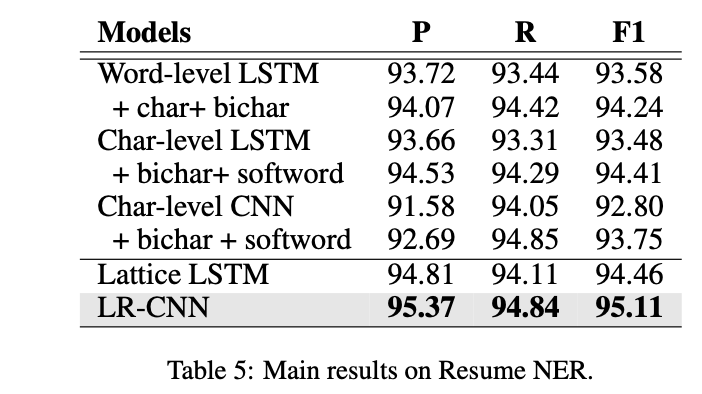 Models P R F1
Word-level LSTM 93.72 93.44 93.58
+ char+ bichar 94.07 94.42 94.24
Char-level LSTM 93.66 93.31 93.48
+ bichar+ softword 94.53 94.29 94.41
Char-level CNN 91.58 94.05 92.80
+ bichar + softword 92.69 94.85 93.75
Lattice LSTM 94.81 94.11 94.46
LR-CNN 95.37 94.84 95.11
Table 5: Main results on Resume NER.